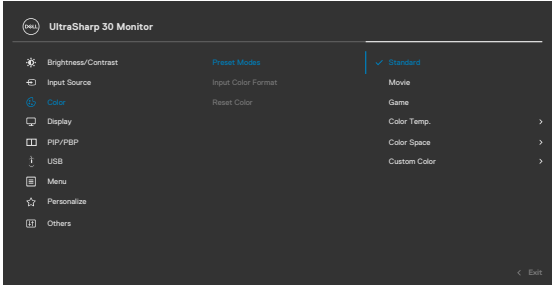 DELL UltraSharp 30 Monitor
Brightness/Contrast Preset Modes Standard
Input Source Input Color Format Movie
Color Reset Color Game
Display Color Temp.
PIP/PBP Color Space
USB Custom Color
Menu
Personalize
Others
Exit